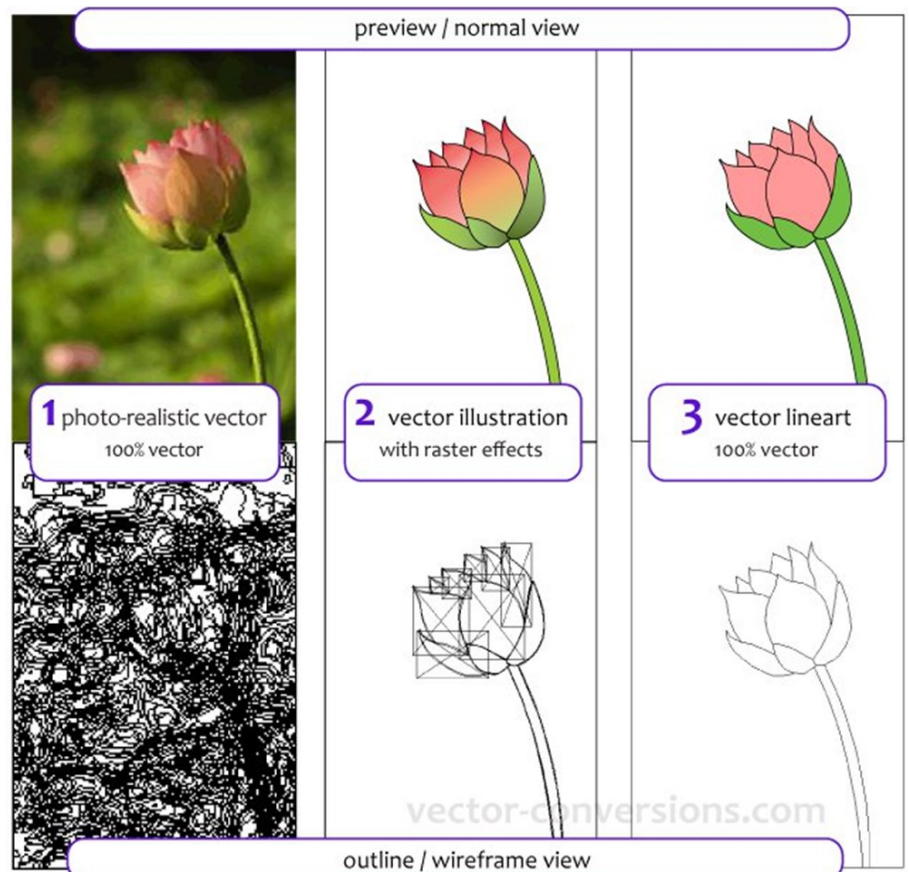 preview / normal view
1 photo-realistic vector
100% vector
2 vector illustration
with raster effects
3 vector lineart
100% vector
vector-conversions.com
outline / wireframe view